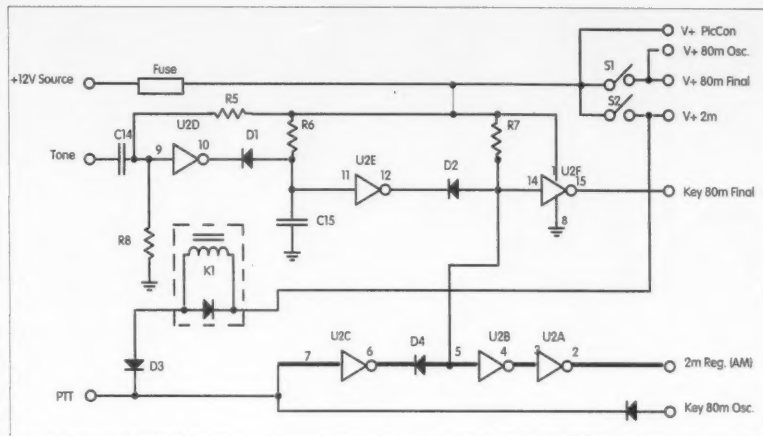 V+ PicCon
V+ 80m Osc.
+12V Source
Fuse
S1
V+ 80m Final
S2
V+ 2m
R5
R6
R7
C14
U2D
D1
Tone
9
10
U2E
D2
1
U2F
11
12
14
15
Key 80m Final
8
C15
R8
K1
U2C
D4
U2B
U2A
7
6
5
4
3
2
2m Reg. (AM)
D3
PTT
Key 80m Osc.